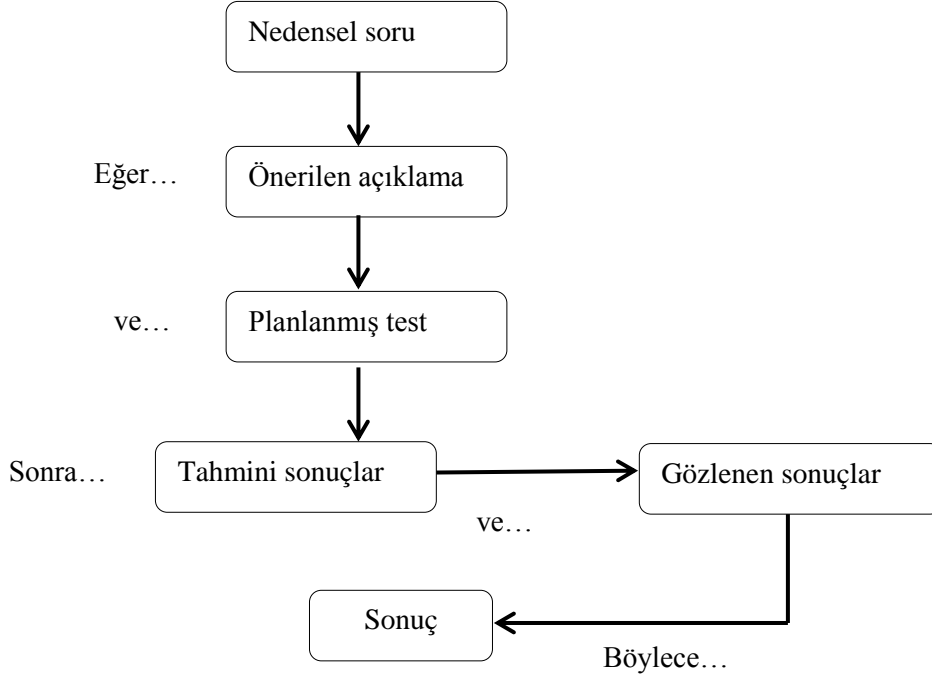 Nedensel soru
Eğer…
Önerilen açıklama
ve…
Planlanmış test
Sonra…
Tahmini sonuçlar
Gözlenen sonuçlar
ve…
Sonuç
Böylece…